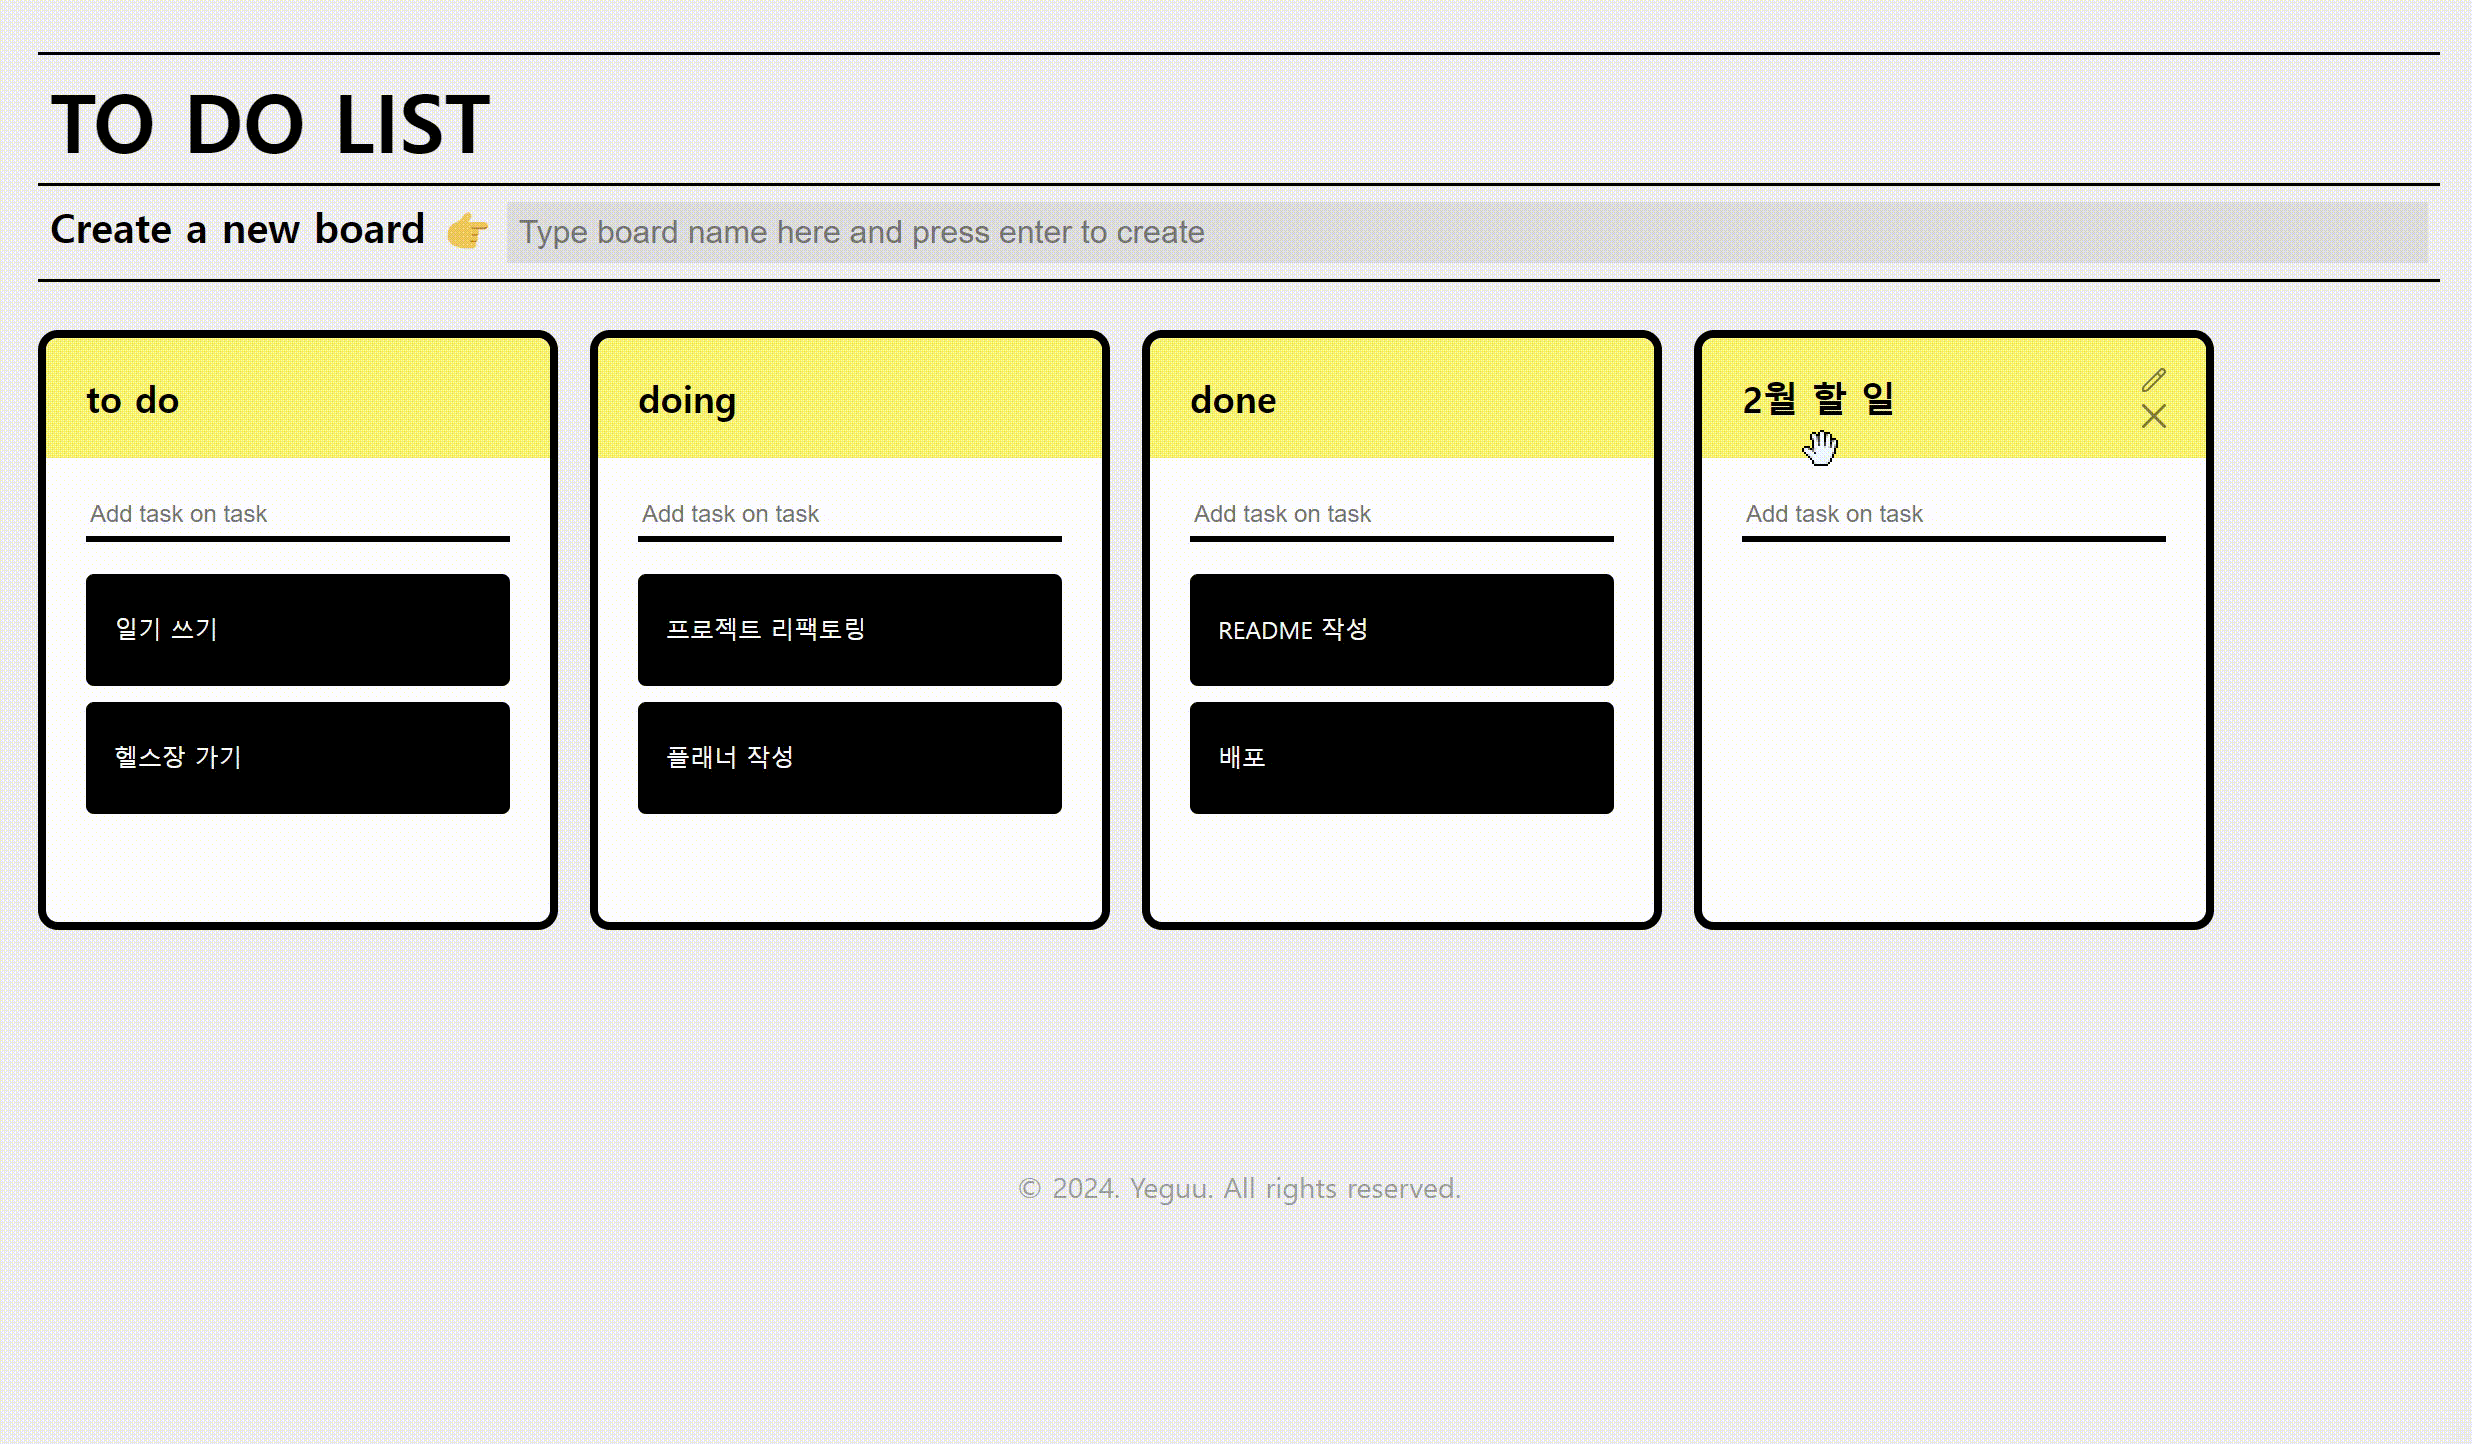 TO DO LIST
Create a new board 👉 Type board name here and press enter to create
to do
Add task on task
일기 쓰기
헬스장 가기
doing
Add task on task
프로젝트 리팩토링
플래너 작성
done
Add task on task
README 작성
배포
2월 할 일
Add task on task
© 2024. Yeguu. All rights reserved.